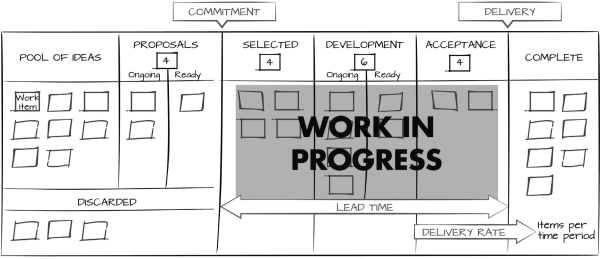 COMMITMENT
DELIVERY
POOL OF IDEAS
PROPOSALS
4
Ongoing
Ready
SELECTED
4
DEVELOPMENT
6
Ongoing
Ready
ACCEPTANCE
4
COMPLETE
Work
Item
WORK IN
PROGRESS
DISCARDED
LEAD TIME
DELIVERY RATE
Items per
time period